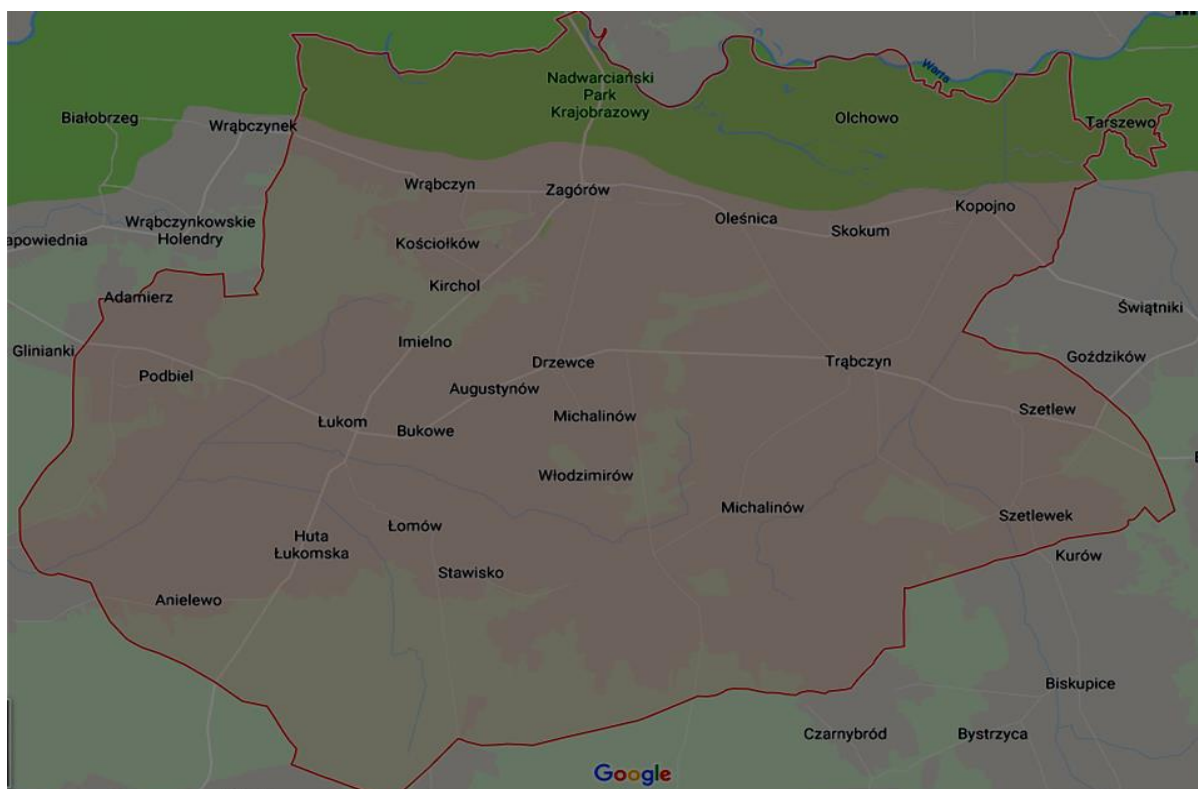 Nadwarciański
Park
Krajobrazowy
Warta
Białobrzeg
Wrąbczynek
Olchowo
Tarszewo
Wrąbczyn
Zagórów
Kopojno
Oleśnica
Skokum
Wrąbczynkowskie
Holendry
apowiednia
Kościołków
Kirchol
Adamierz
Świątniki
Glinianki
Imielno
Drzewce
Trąbczyn
Goździków
Podbiel
Augustynów
Michalinów
Szetlew
Łukom
Bukowe
Włodzimirów
Michalinów
Szetlewek
Łomów
Huta
Łukomska
Kurów
Stawisko
Anielewo
Biskupice
Czarnybród
Bystrzyca
Google